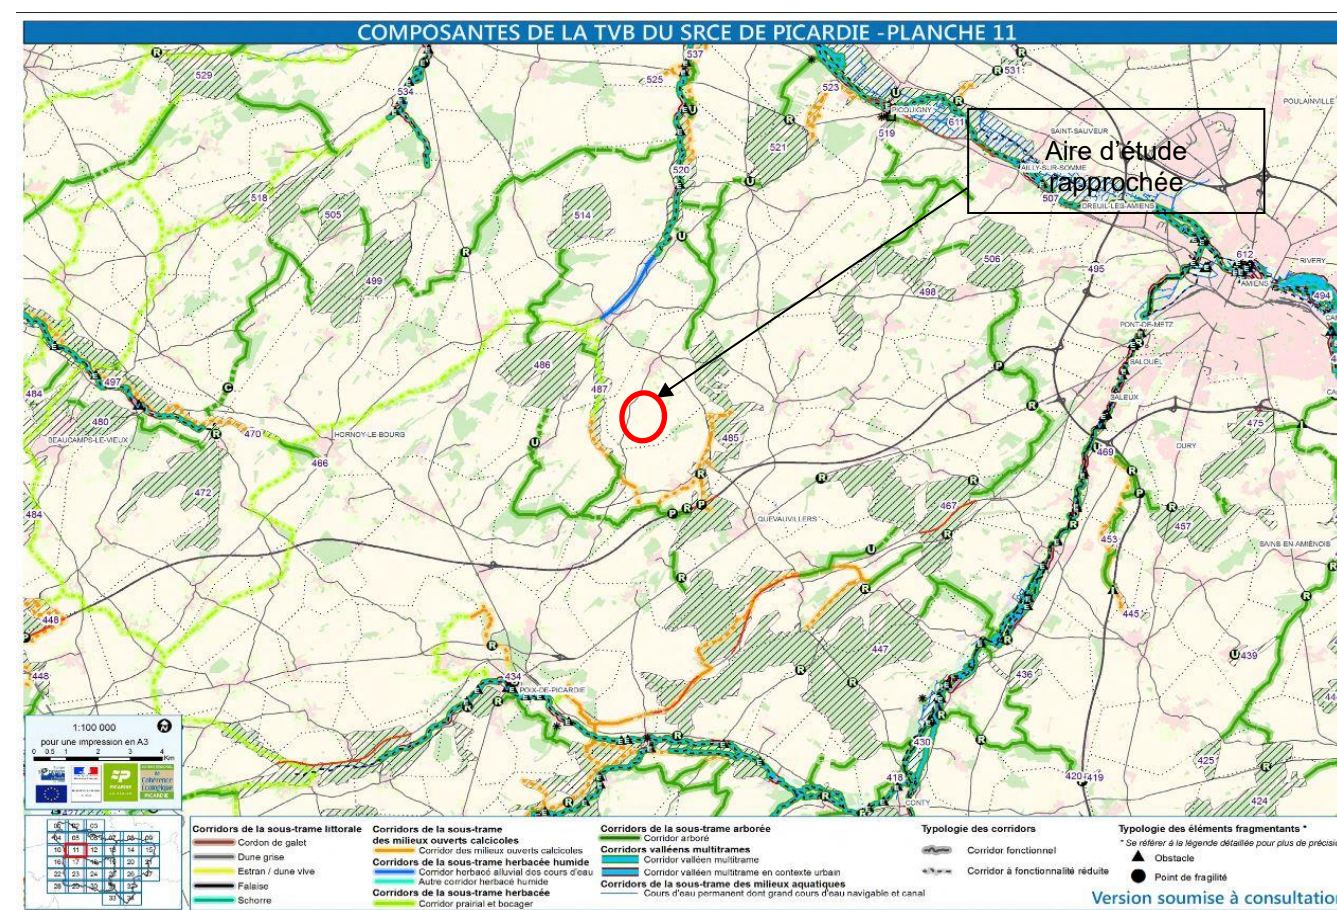 COMPOSANTES DE LA TVB DU SRCE DE PICARDIE -PLANCHE 11
529
534
525
537
523
531
POULAINVILLE
PICQUIGNY
611
519
521
SAINT-SAUVEUR
Aire d'étude
rapprochée
AILLY-SUR-SOMME
507
DREUIL-LES-AMIENS
520
518
505
514
499
506
495
498
612
RIVERY
AMIENS
494
PONT-DE-METZ
SALOUEL
486
487
484
497
480
BEAUCAMPS-LE-VIEUX
470
HORNOY-LE-BOURG
466
SALEUX
475
485
DURY
469
472
484
467
457
QUEVAUVILLERS
453
SAINS-EN-AMIENOIS
448
445
447
439
448
434
436
POIX-DE-PICARDIE
430
425
418
420
419
424
CONTY
1:100 000
pour une impression en A3
0 0.5 1 2 3 4
Km
Corridors de la sous-trame littorale
Cordon de galet
Dune grise
Estran / dune vive
Falaise
Schorre
Corridors de la sous-trame
des milieux ouverts calcicoles
Corridor des milieux ouverts calcicoles
Corridors de la sous-trame herbacée humide
Corridor herbacé alluvial des cours d'eau
Autre corridor herbacé humide
Corridors de la sous-trame herbacée
Corridor prairial et bocager
Corridors de la sous-trame arborée
Corridor arboré
Corridors valléens multitrames
Corridor valléen multitrame
Corridor valléen multitrame en contexte urbain
Corridors de la sous-trame des milieux aquatiques
Cours d'eau permanent dont grand cours d'eau navigable et canal
Typologie des corridors
Corridor fonctionnel
Corridor à fonctionnalité réduite
Typologie des éléments fragmentants *
* Se référer à la légende détaillée pour plus de précisio
Obstacle
Point de fragilité
Version soumise à consultation